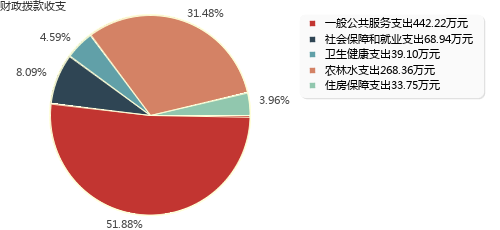 财政拨款收支
31.48%
4.59%
8.09%
3.96%
51.88%
一般公共服务支出442.22万元
社会保障和就业支出68.94万元
卫生健康支出39.10万元
农林水支出268.36万元
住房保障支出33.75万元